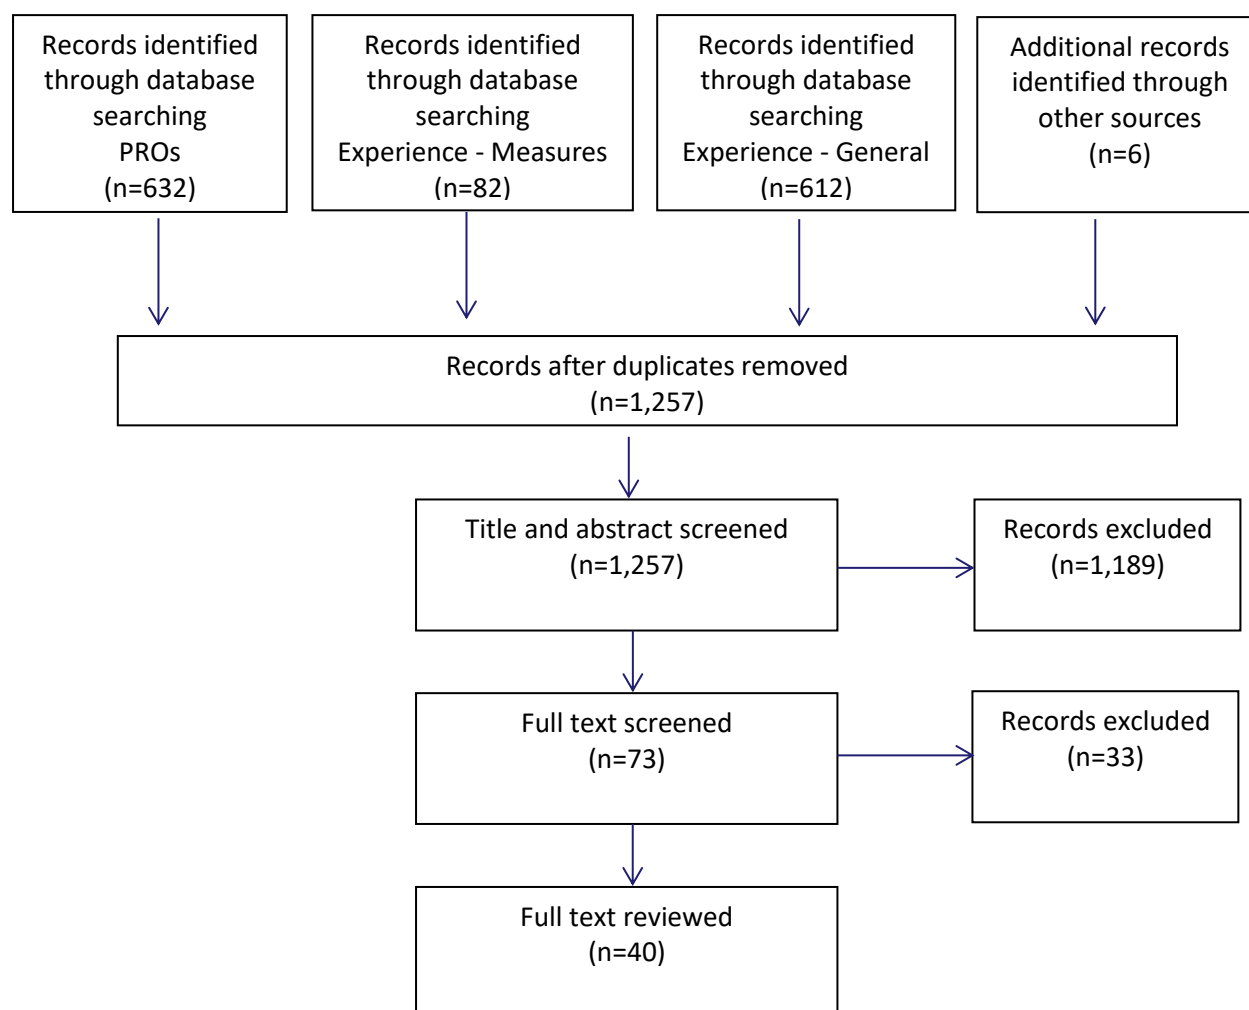 Records identified
through database
searching
PROs
(n=632)
Records identified
through database
searching
Experience - Measures
(n=82)
Records identified
through database
searching
Experience - General
(n=612)
Additional records
identified through
other sources
(n=6)
Records after duplicates removed
(n=1,257)
Title and abstract screened
(n=1,257)
Records excluded
(n=1,189)
Full text screened
(n=73)
Records excluded
(n=33)
Full text reviewed
(n=40)